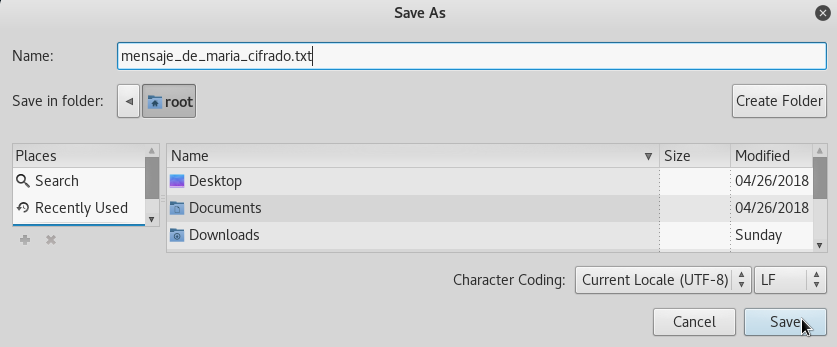 Save As
Name: mensaje_de_maria_cifrado.txt
Save in folder: root Create Folder
Places Name Size Modified
Search Desktop 04/26/2018
Recently Used Documents 04/26/2018
Downloads Sunday
Character Coding: Current Locale (UTF-8) LF
Cancel Save